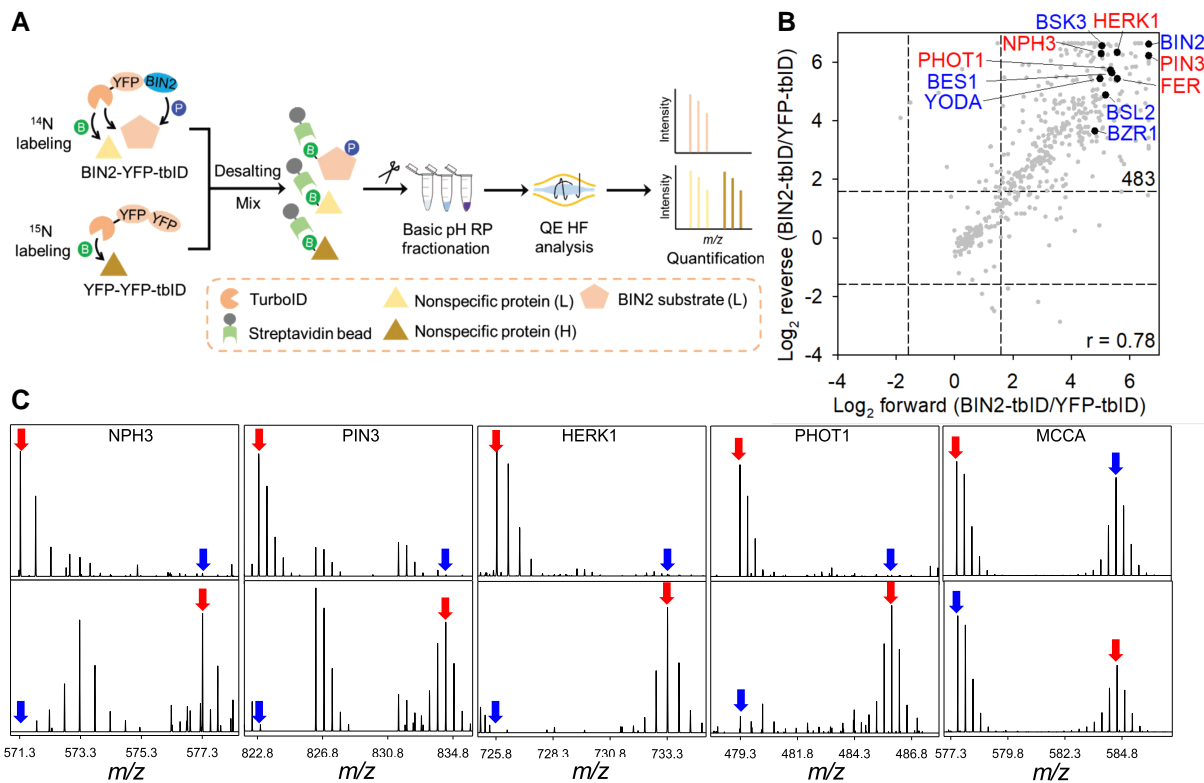 A
YFP
BIN2
P
14N
labeling
B
BIN2-YFP-tbID
15N
labeling
YFP
YFP
B
YFP-YFP-tbID
Desalting
Mix
P
B
B
B
Basic pH RP
fractionation
QE HF
analysis
Intensity
Intensity
m/z
Quantification
TurboID
Nonspecific protein (L)
BIN2 substrate (L)
Streptavidin bead
Nonspecific protein (H)
B
Log2 reverse (BIN2-tbID/YFP-tbID)
6
4
2
0
-2
-4
BSK3
HERK1
NPH3
BIN2
PHOT1
PIN3
BES1
FER
YODA
BSL2
BZR1
483
r = 0.78
-4 -2 0 2 4 6
Log2 forward (BIN2-tbID/YFP-tbID)
C
NPH3
PIN3
HERK1
PHOT1
MCCA
571.3 573.3 575.3 577.3
822.8 826.8 830.8 834.8
725.8 728.3 730.8 733.3
479.3 481.8 484.3 486.8
577.3 579.8 582.3 584.8
m/z
m/z
m/z
m/z
m/z